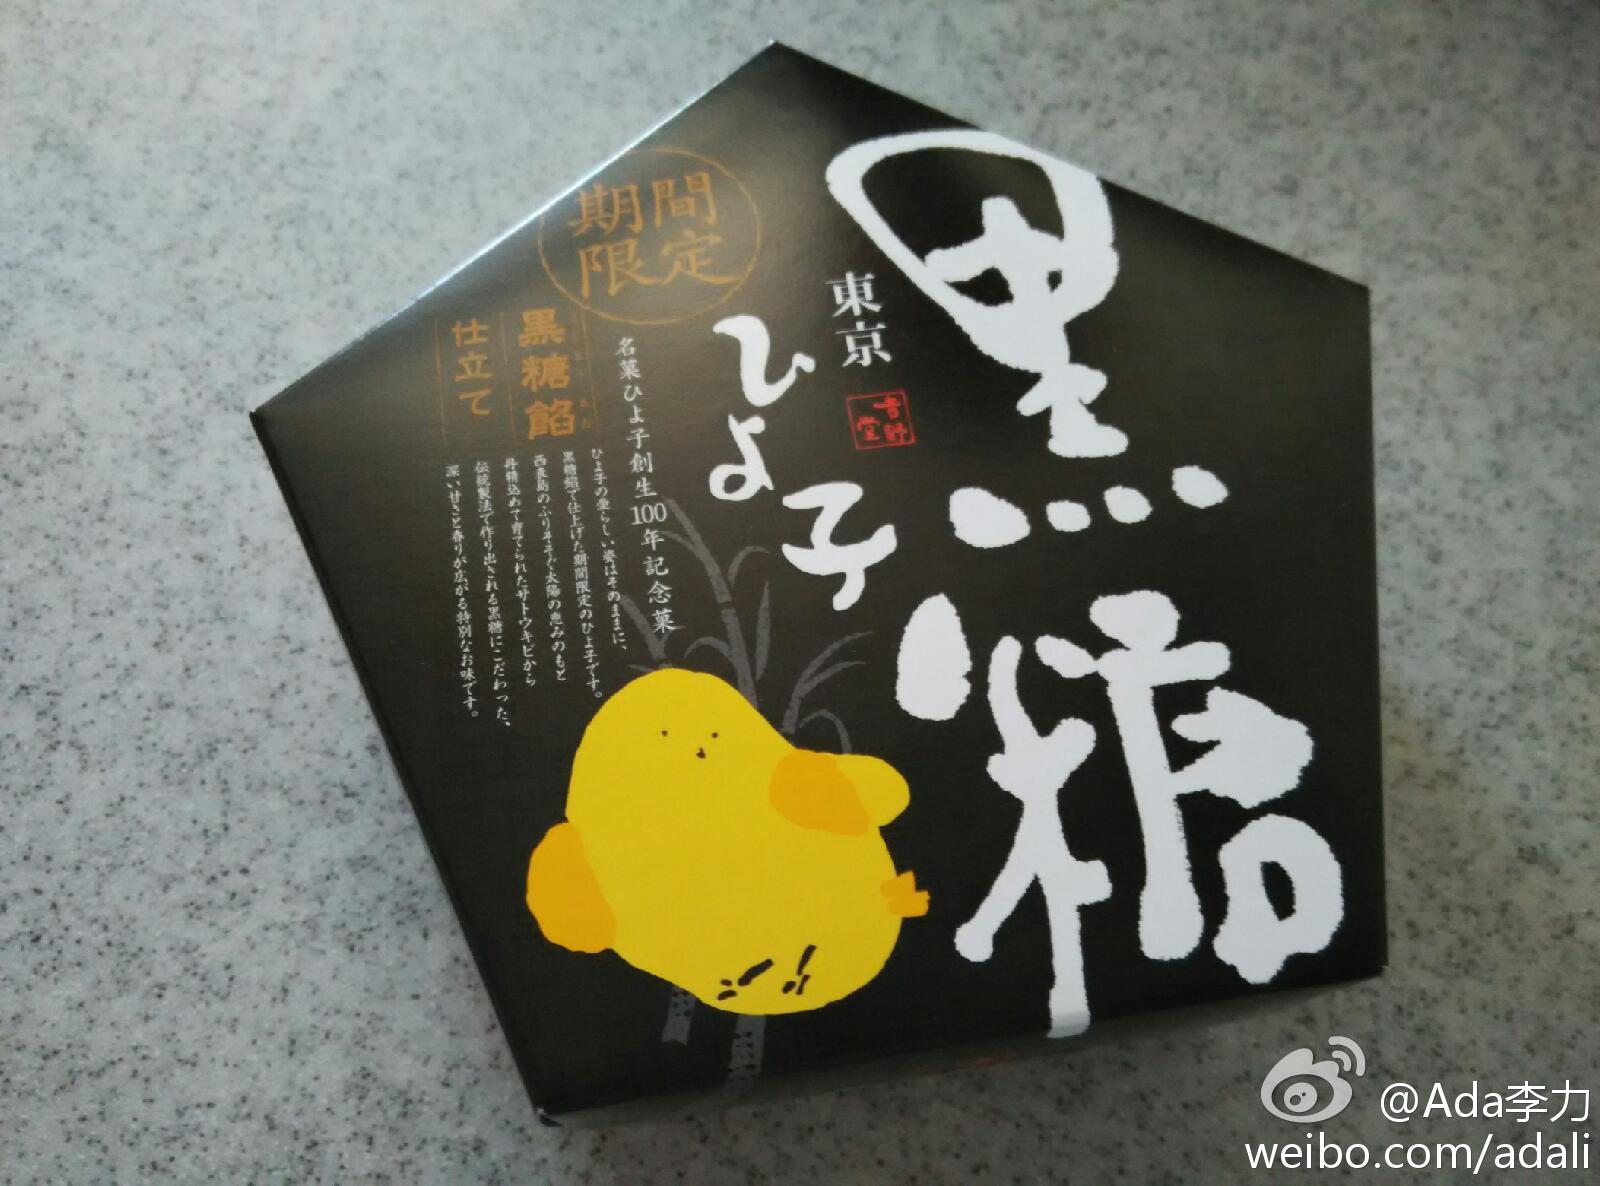 黒糖
東京
ひよ子
吉野堂
期間
限定
黒糖餡
仕立て
名菓ひよ子創生100年記念菓
ひよ子の愛らしい姿はそのままに、
黒糖餡で仕上げた期間限定のひよ子です。
西表島のふりそそぐ太陽の恵みのもと
丹精込めて育てられたサトウキビから
伝統製法で作り出される黒糖にこだわった、
深い甘さと香りが広がる特別なお味です。
@Ada李力
weibo.com/adali